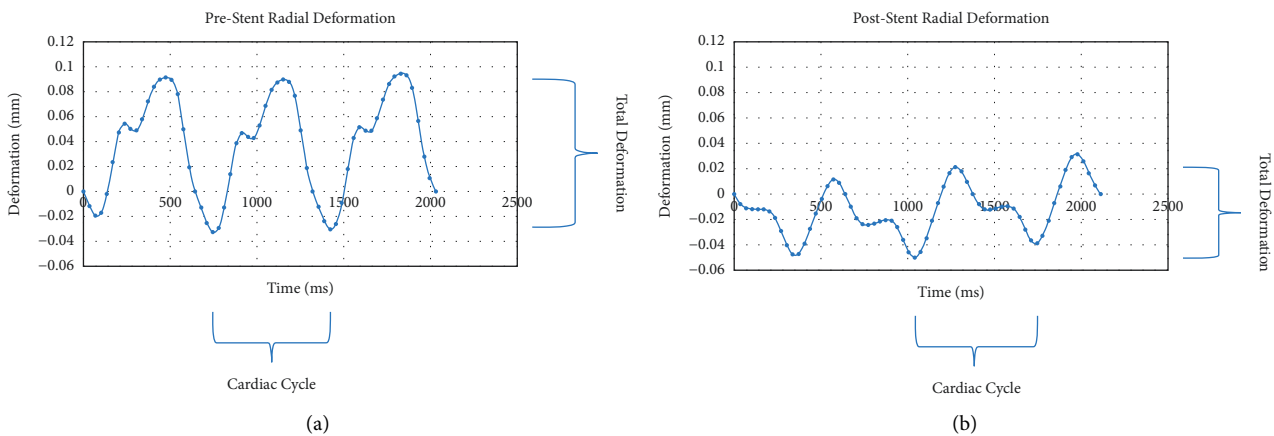 Pre-Stent Radial Deformation
0.12
0.1
0.08
0.06
0.04
0.02
0
−0.02
−0.04
−0.06
Deformation (mm)
0 500 1000 1500 2000 2500
Time (ms)
Total Deformation
Cardiac Cycle
(a)
Post-Stent Radial Deformation
0.12
0.1
0.08
0.06
0.04
0.02
0
−0.02
−0.04
−0.06
Deformation (mm)
0 500 1000 1500 2000 2500
Time (ms)
Total Deformation
Cardiac Cycle
(b)